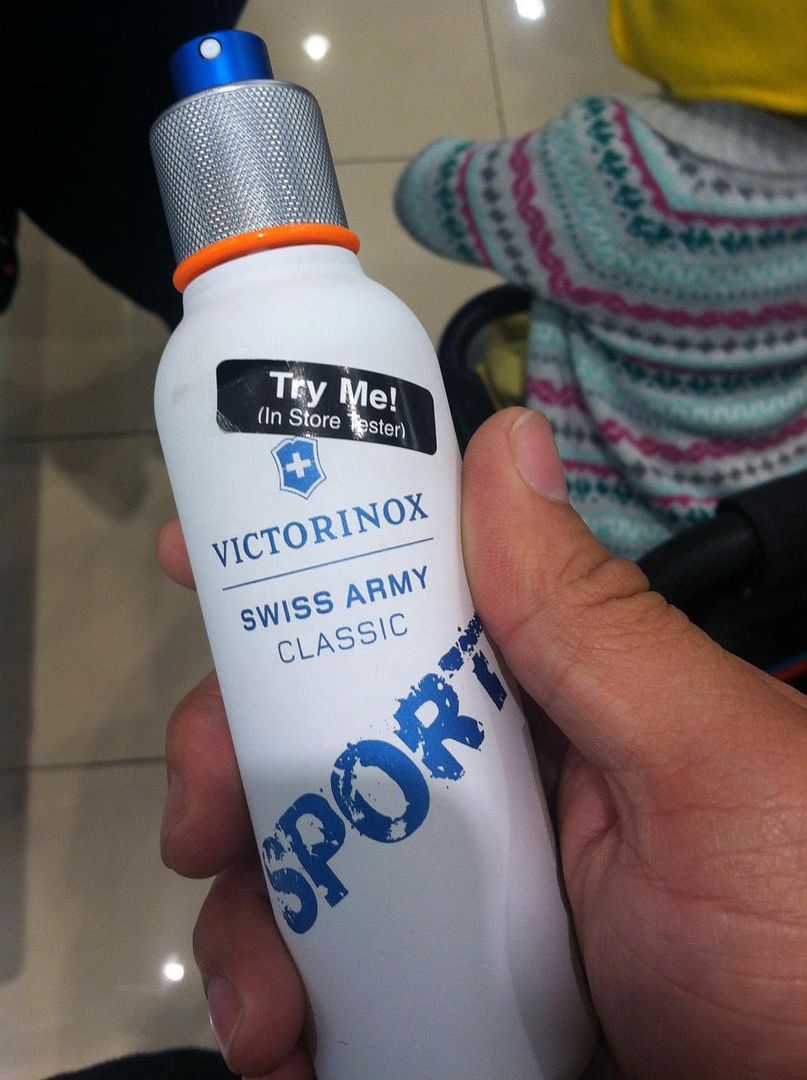 Try Me!
(In Store Tester)
VICTORINOX
SWISS ARMY
CLASSIC
SPORT